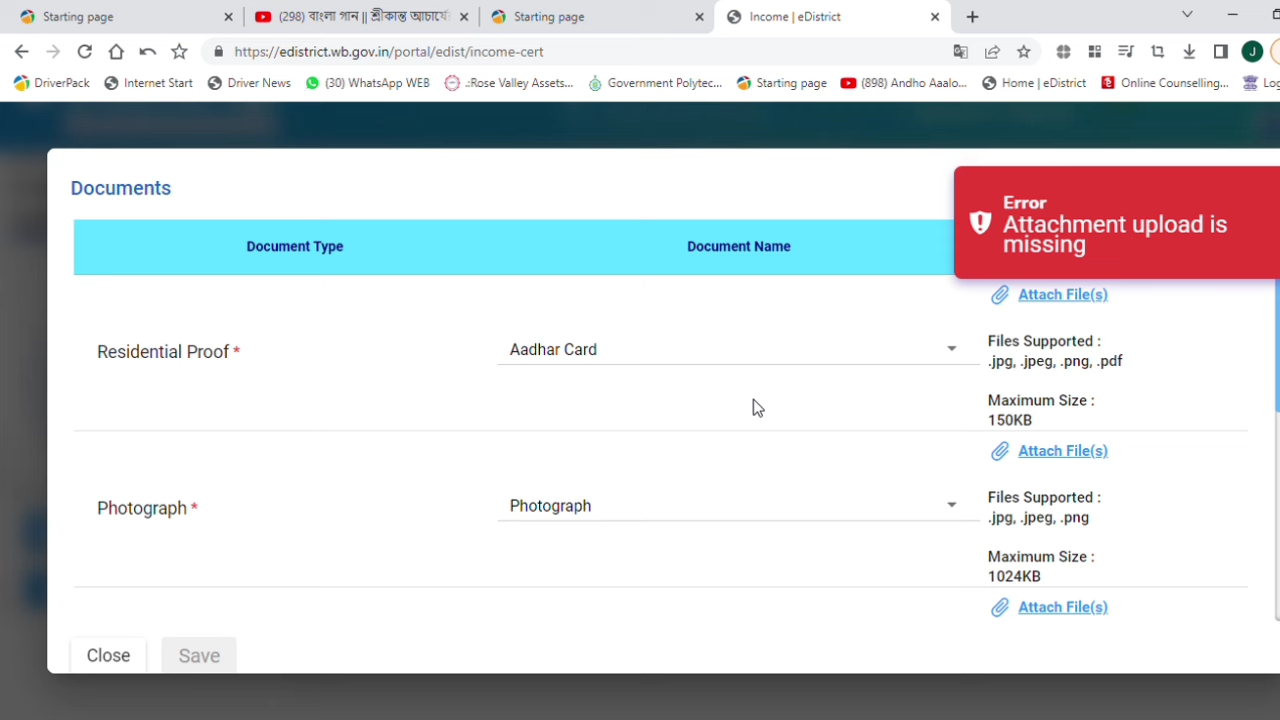 Starting page
(298) বাংলা গান || শ্রীকান্ত আচার্যে
Starting page
Income | eDistrict
https://edistrict.wb.gov.in/portal/edist/income-cert
J
DriverPack
Internet Start
Driver News
(30) WhatsApp WEB
.:Rose Valley Assets...
Government Polytec...
Starting page
(898) Andho Aaalo...
Home | eDistrict
Online Counselling...
Log
Documents
Error
Attachment upload is
missing
Document Type
Document Name
Attach File(s)
Residential Proof *
Aadhar Card
Files Supported :
.jpg, .jpeg, .png, .pdf
Maximum Size :
150KB
Attach File(s)
Photograph *
Photograph
Files Supported :
.jpg, .jpeg, .png
Maximum Size :
1024KB
Attach File(s)
Close
Save